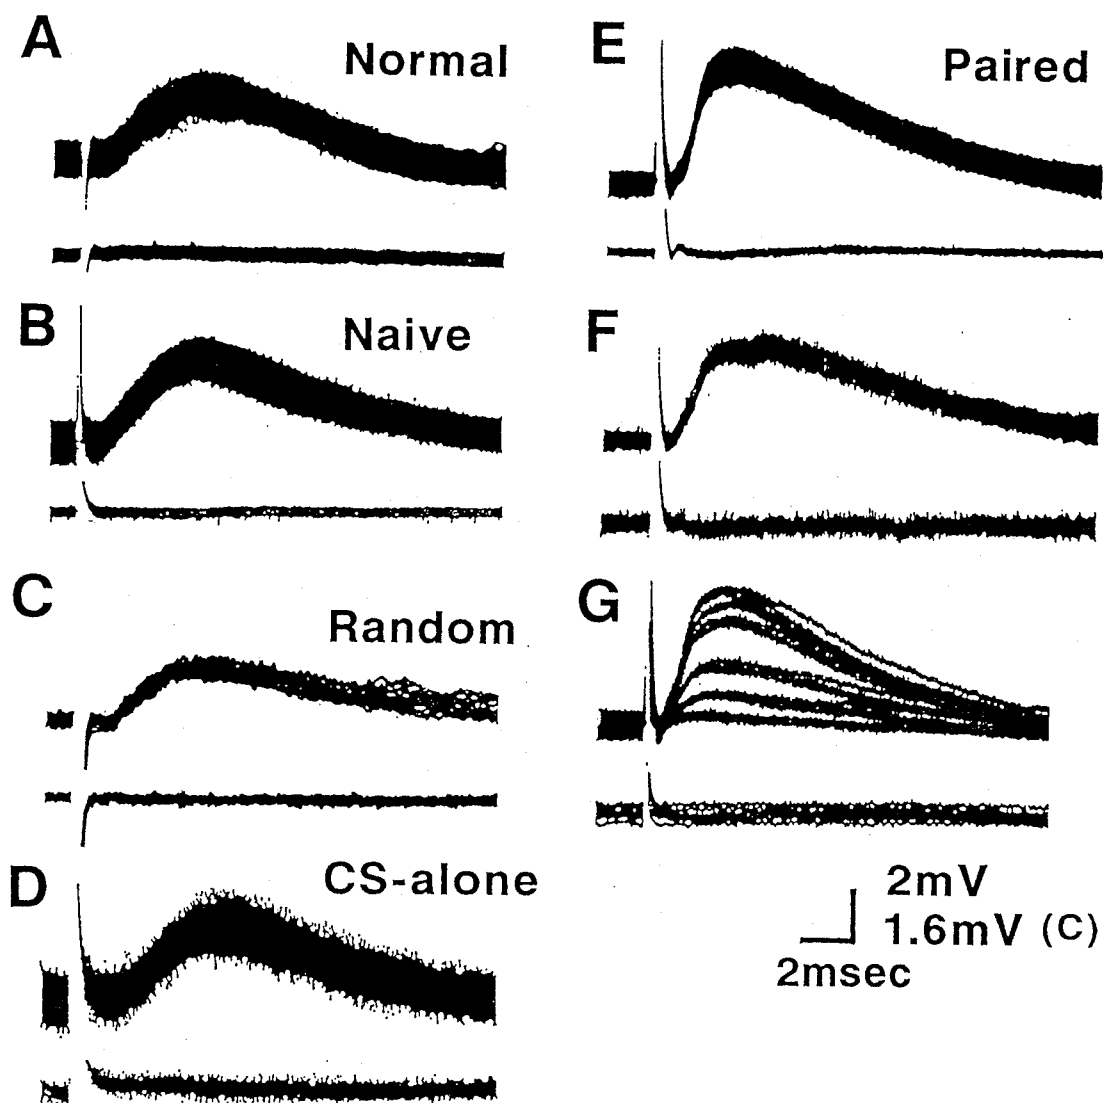 A
Normal
B
Naive
C
Random
D
CS-alone
E
Paired
F
G
2mV
1.6mV (C)
2msec